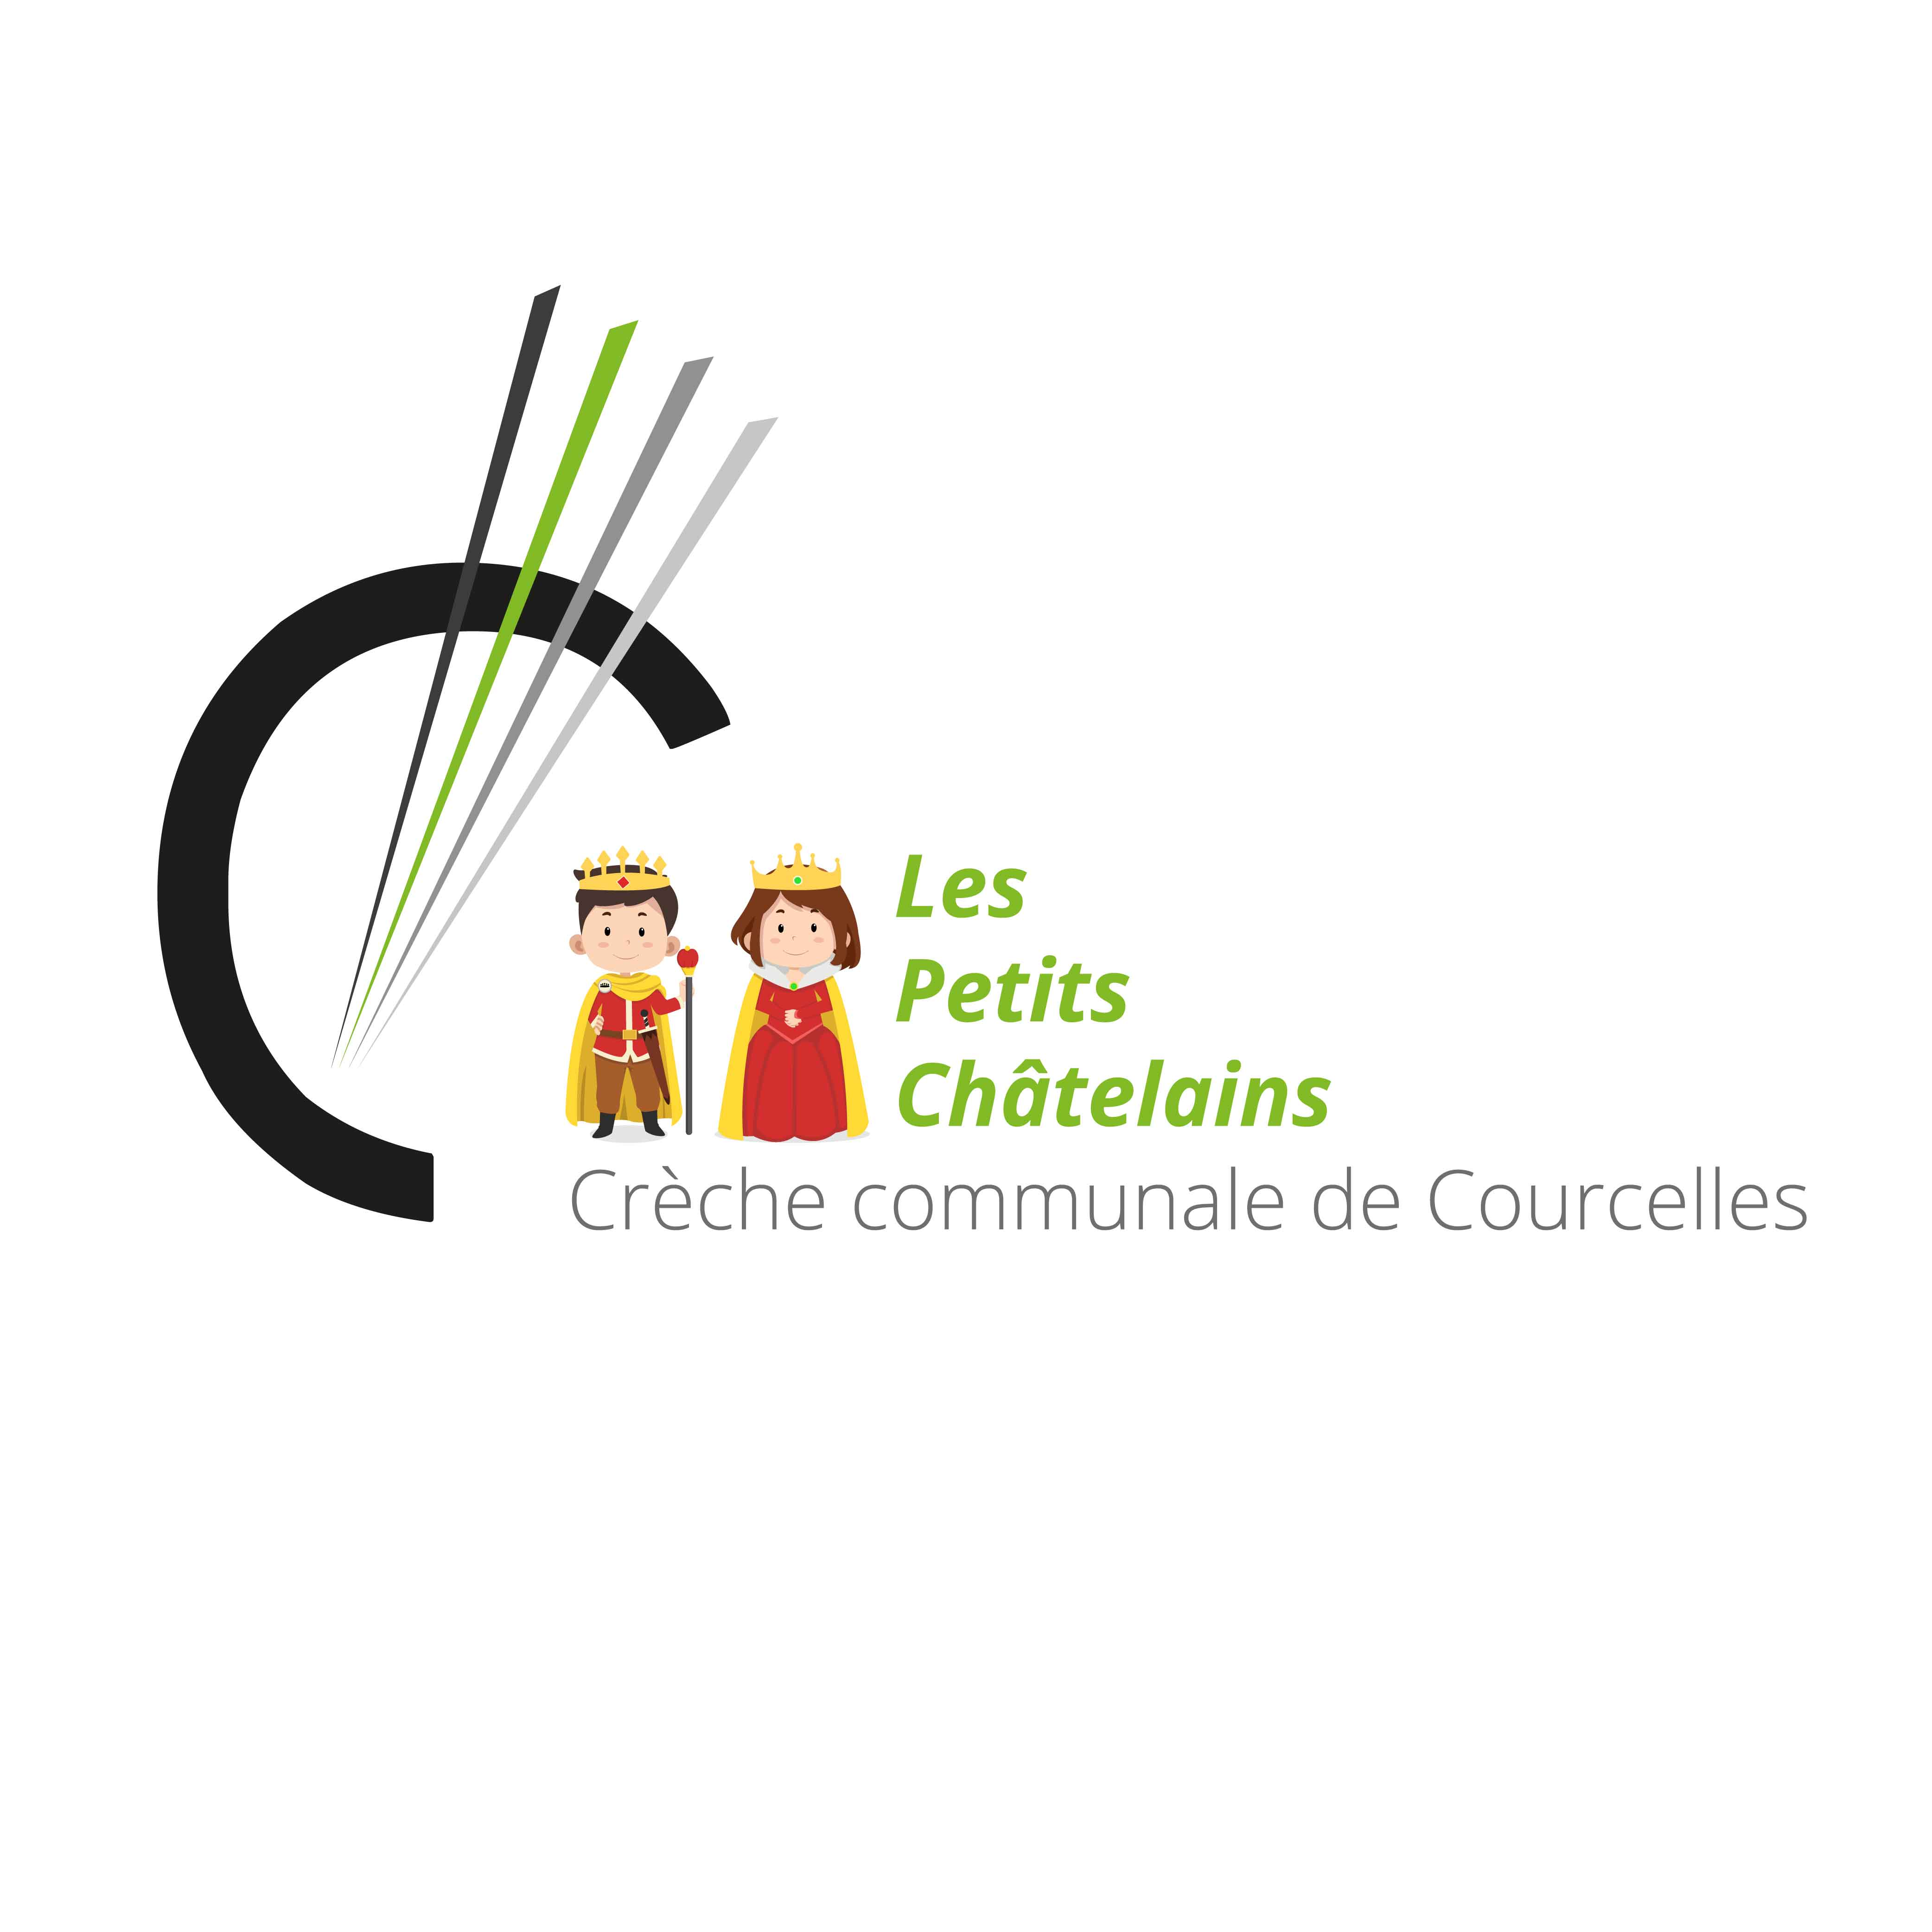 Les
Petits
Châtelains
Crèche communale de Courcelles